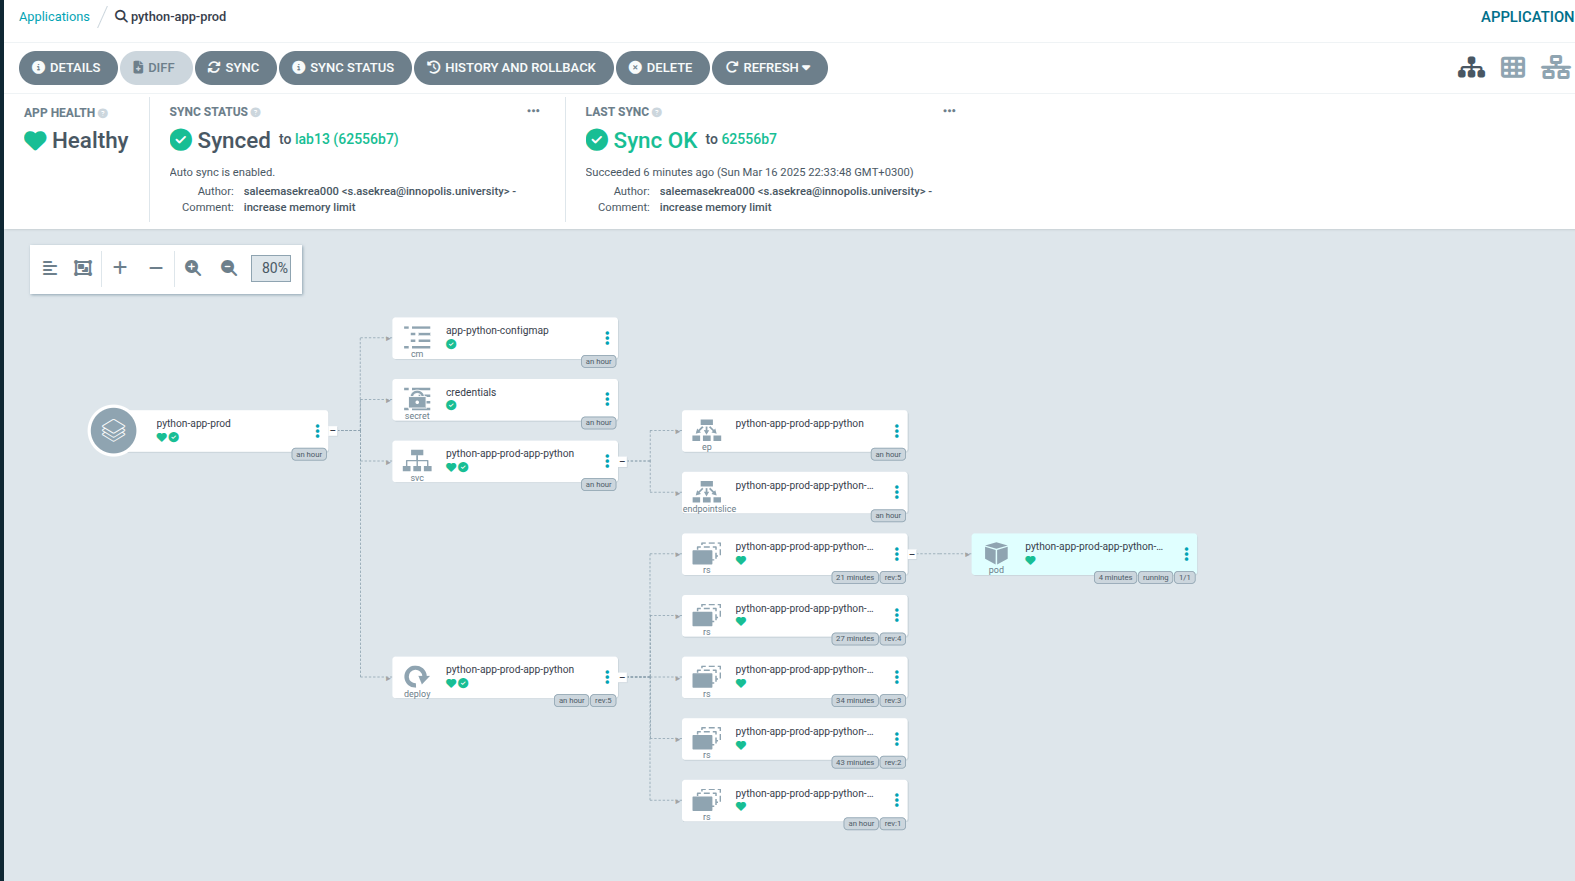 Applications / python-app-prod
APPLICATION
DETAILS DIFF SYNC SYNC STATUS HISTORY AND ROLLBACK DELETE REFRESH
APP HEALTH
Healthy
SYNC STATUS
Synced to lab13 (62556b7)
Auto sync is enabled.
Author: saleemasekrea000 <s.asekrea@innopolis.university> -
Comment: increase memory limit
LAST SYNC
Sync OK to 62556b7
Succeeded 6 minutes ago (Sun Mar 16 2025 22:33:48 GMT+0300)
Author: saleemasekrea000 <s.asekrea@innopolis.university> -
Comment: increase memory limit
80%
python-app-prod
an hour
app-python-configmap
cm
an hour
credentials
secret
an hour
python-app-prod-app-python
svc
an hour
python-app-prod-app-python
deploy
an hour rev:5
python-app-prod-app-python
ep
an hour
python-app-prod-app-python-...
endpointslice
an hour
python-app-prod-app-python-...
rs
21 minutes rev:5
python-app-prod-app-python-...
rs
27 minutes rev:4
python-app-prod-app-python-...
rs
34 minutes rev:3
python-app-prod-app-python-...
rs
43 minutes rev:2
python-app-prod-app-python-...
rs
an hour rev:1
python-app-prod-app-python-...
pod
4 minutes running 1/1